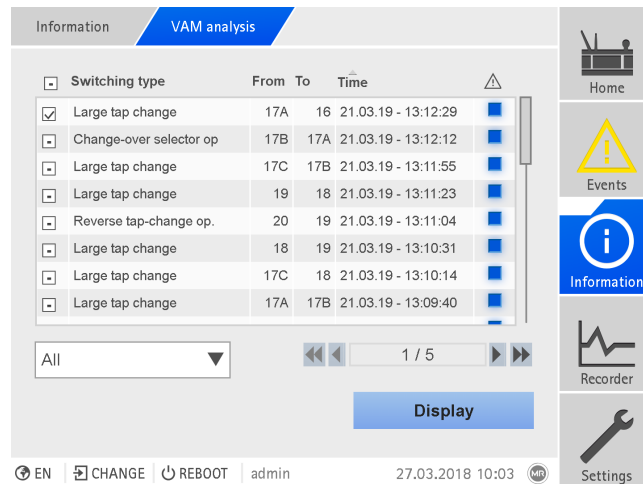 Information VAM analysis
Home
Switching type From To Time
Large tap change 17A 16 21.03.19 - 13:12:29
Change-over selector op 17B 17A 21.03.19 - 13:12:12
Large tap change 17C 17B 21.03.19 - 13:11:55
Events
Large tap change 19 18 21.03.19 - 13:11:23
Reverse tap-change op. 20 19 21.03.19 - 13:11:04
Large tap change 18 19 21.03.19 - 13:10:31
Large tap change 17C 18 21.03.19 - 13:10:14
Information
Large tap change 17A 17B 21.03.19 - 13:09:40
All 1 / 5
Recorder
Display
EN CHANGE REBOOT admin 27.03.2018 10:03 MR
Settings